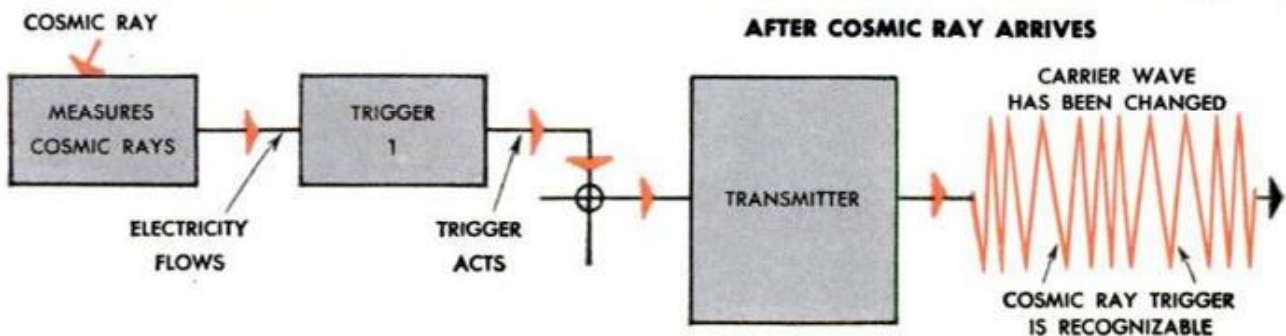 COSMIC RAY
AFTER COSMIC RAY ARRIVES
MEASURES
COSMIC RAYS
TRIGGER
1
CARRIER WAVE
HAS BEEN CHANGED
TRANSMITTER
ELECTRICITY
FLOWS
TRIGGER
ACTS
COSMIC RAY TRIGGER
IS RECOGNIZABLE